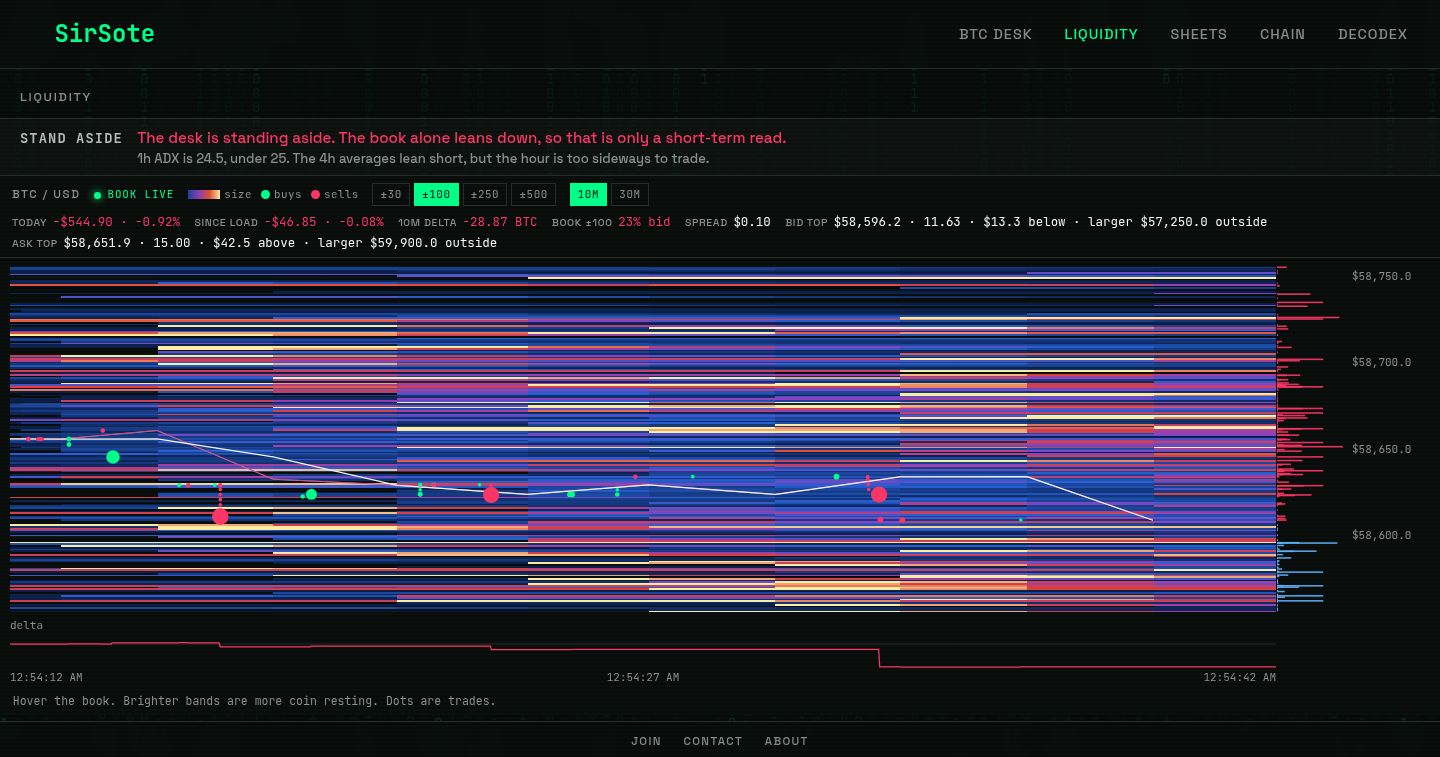 SirSote
BTC DESK LIQUIDITY SHEETS CHAIN DECODEX
LIQUIDITY
STAND ASIDE The desk is standing aside. The book alone leans down, so that is only a short-term read.
1h ADX is 24.5, under 25. The 4h averages lean short, but the hour is too sideways to trade.
BTC / USD BOOK LIVE size buys sells ±30 ±100 ±250 ±500 10M 30M
TODAY -$544.90 · -0.92% SINCE LOAD -$46.85 · -0.08% 10M DELTA -28.87 BTC BOOK ±100 23% bid SPREAD $0.10 BID TOP $58,596.2 · 11.63 · $13.3 below · larger $57,250.0 outside
ASK TOP $58,651.9 · 15.00 · $42.5 above · larger $59,900.0 outside
$58,750.0
$58,700.0
$58,650.0
$58,600.0
delta
12:54:12 AM 12:54:27 AM 12:54:42 AM
Hover the book. Brighter bands are more coin resting. Dots are trades.
JOIN CONTACT ABOUT